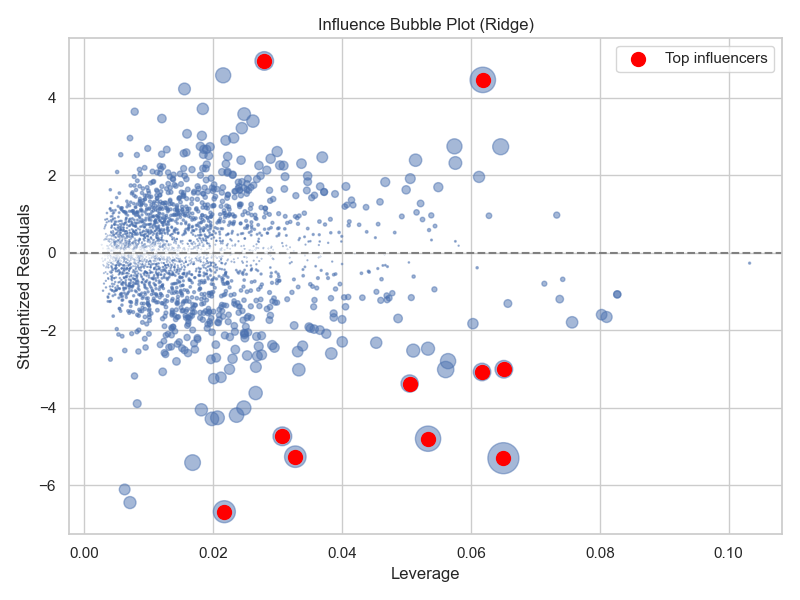 Influence Bubble Plot (Ridge)
Top influencers
Studentized Residuals
4
2
0
−2
−4
−6
0.00 0.02 0.04 0.06 0.08 0.10
Leverage